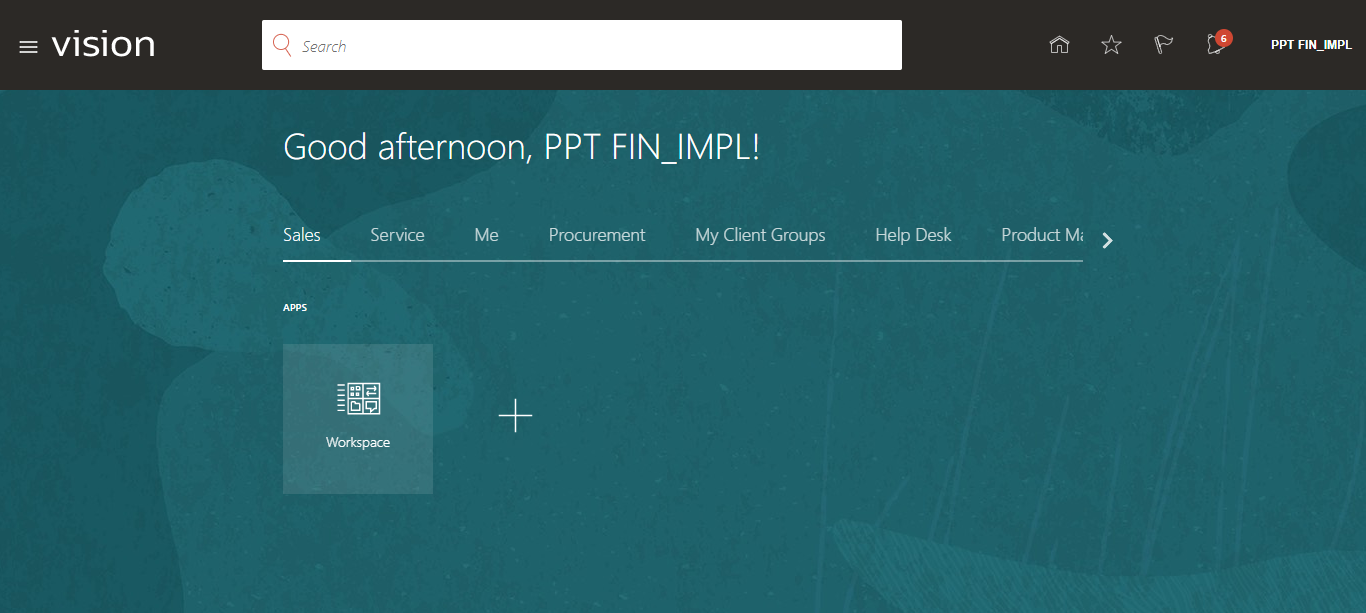 vision
Search
6
PPT FIN_IMPL
Good afternoon, PPT FIN_IMPL!
Sales Service Me Procurement My Client Groups Help Desk Product Ma
APPS
Workspace